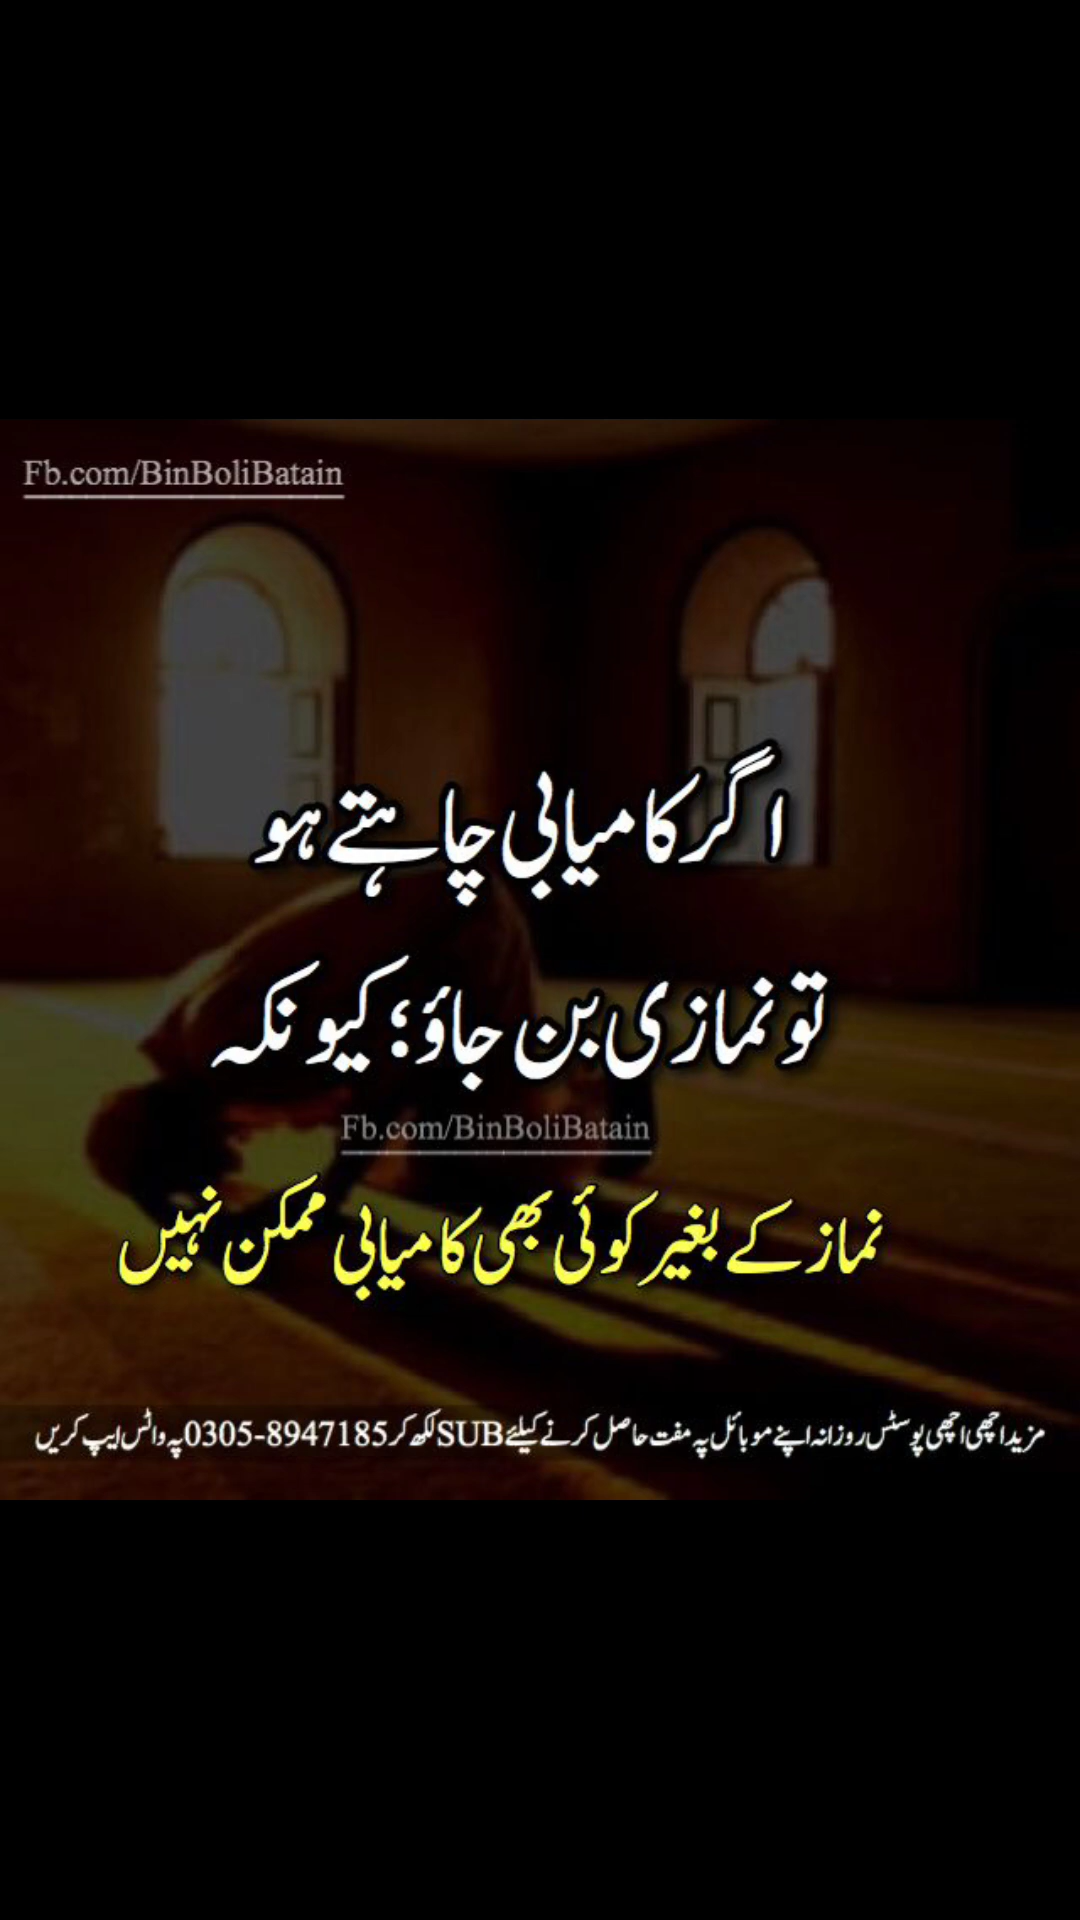 Fb.com/BinBoliBatain
اگر کامیابی چاہتے ہو
تو نمازی بن جاؤ؛ کیونکہ
Fb.com/BinBoliBatain
نماز کے بغیر کوئی بھی کامیابی ممکن نہیں
مزید اچھی اچھی پوسٹس روزانہ اپنے موبائل پہ مفت حاصل کرنے کیلئے SUB لکھ کر 0305-8947185 پہ واٹس ایپ کریں